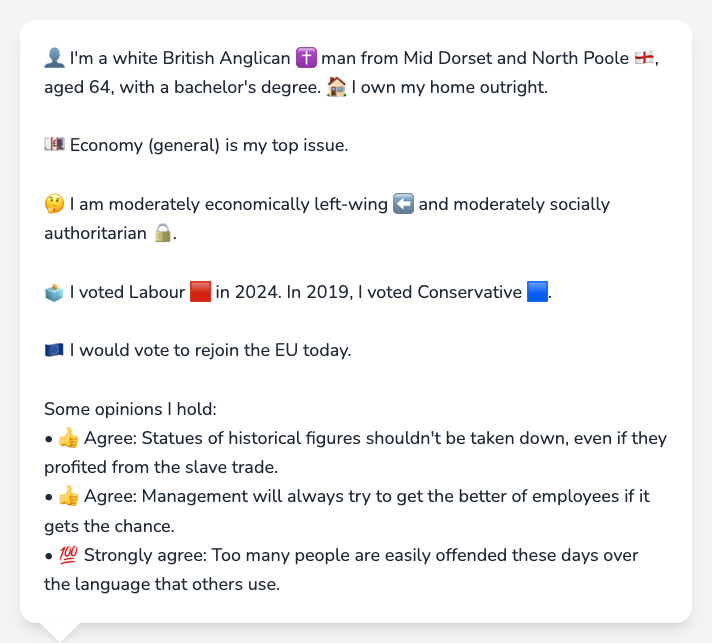 👤 I'm a white British Anglican ✝️ man from Mid Dorset and North Poole 🏴󠁧󠁢󠁥󠁮󠁧󠁿,
aged 64, with a bachelor's degree. 🏠 I own my home outright.
💷 Economy (general) is my top issue.
🤔 I am moderately economically left-wing ⬅️ and moderately socially
authoritarian 🔒.
🗳️ I voted Labour 🟥 in 2024. In 2019, I voted Conservative 🟦.
🇪🇺 I would vote to rejoin the EU today.
Some opinions I hold:
• 👍 Agree: Statues of historical figures shouldn't be taken down, even if they
profited from the slave trade.
• 👍 Agree: Management will always try to get the better of employees if it
gets the chance.
• 💯 Strongly agree: Too many people are easily offended these days over
the language that others use.